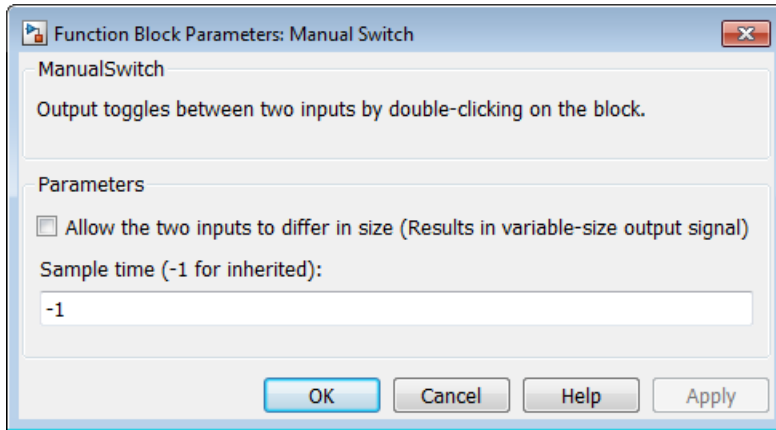 Function Block Parameters: Manual Switch
ManualSwitch
Output toggles between two inputs by double-clicking on the block.
Parameters
Allow the two inputs to differ in size (Results in variable-size output signal)
Sample time (-1 for inherited):
-1
OK Cancel Help Apply